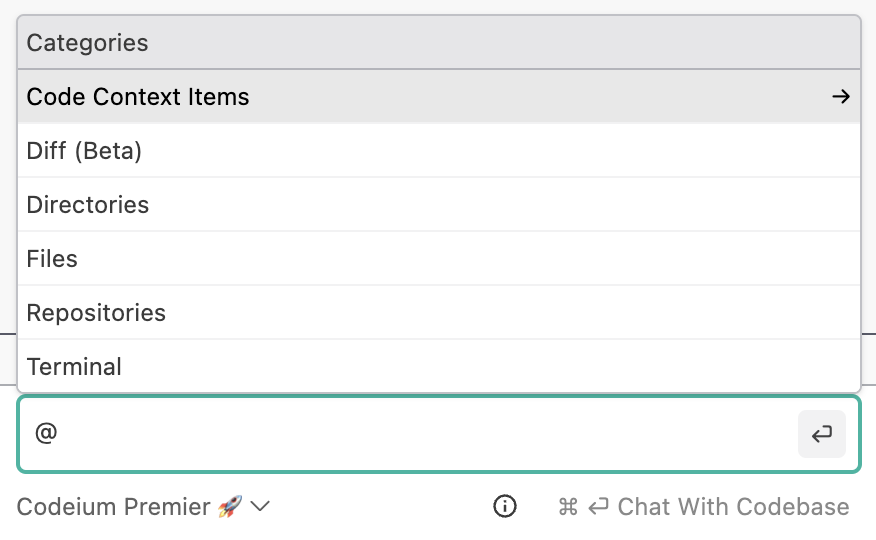 Categories
Code Context Items →
Diff (Beta)
Directories
Files
Repositories
Terminal
@
Codeium Premier 🚀 ⌘ ⏎ Chat With Codebase